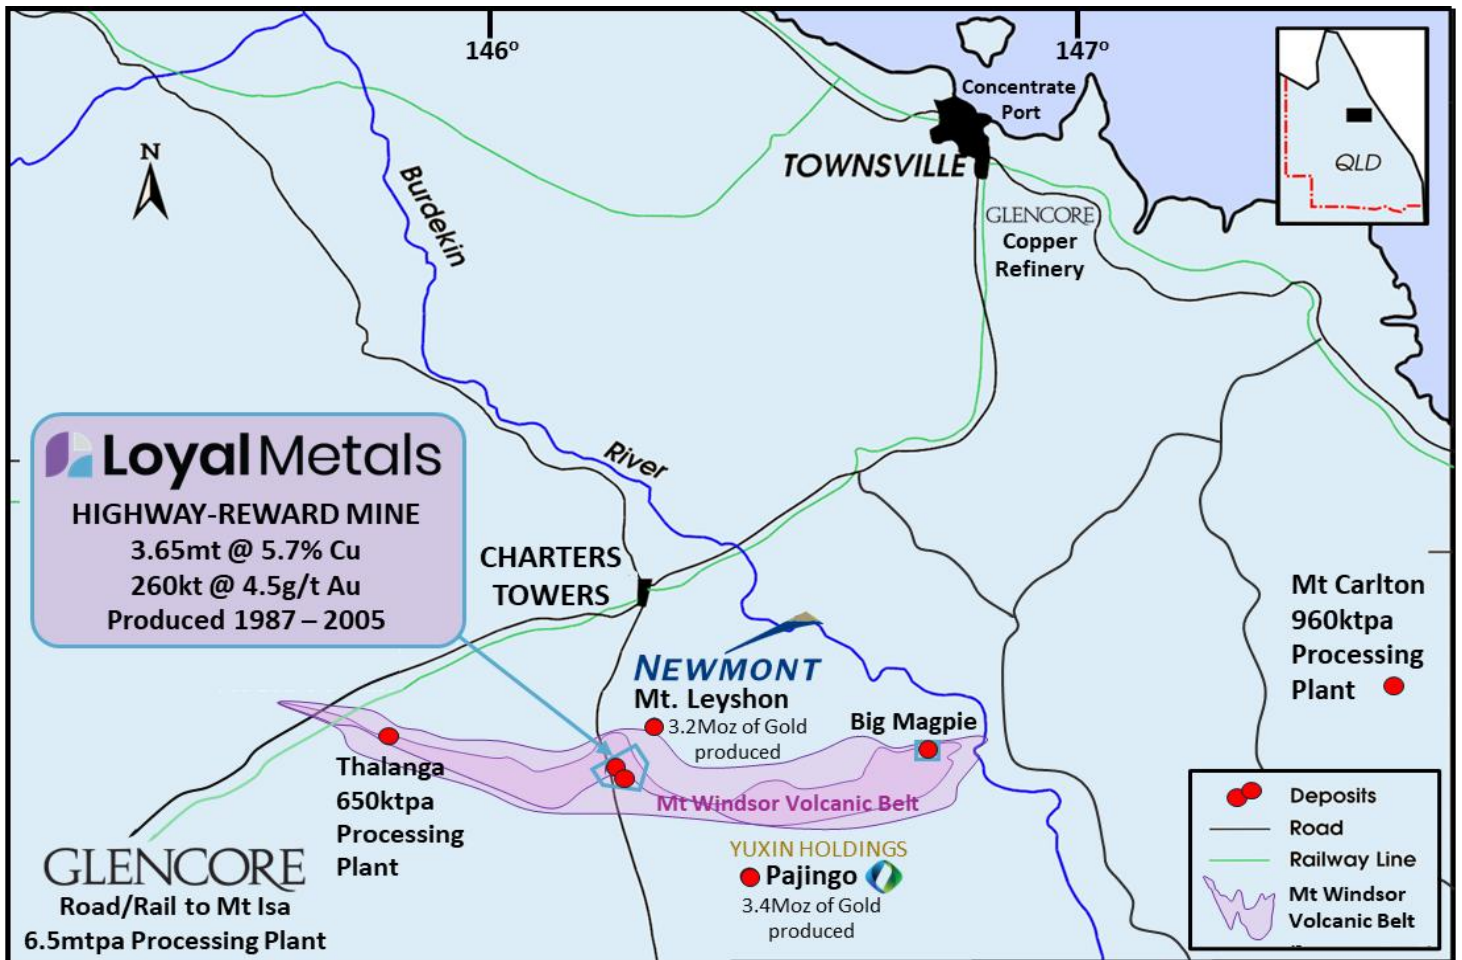 146°
147°
Concentrate
Port
N
TOWNSVILLE
QLD
Burdekin
GLENCORE
Copper
Refinery
River
Loyal Metals
HIGHWAY-REWARD MINE
3.65mt @ 5.7% Cu
260kt @ 4.5g/t Au
Produced 1987 – 2005
CHARTERS
TOWERS
Mt Carlton
960ktpa
Processing
Plant
NEWMONT
Mt. Leyshon
3.2Moz of Gold
produced
Big Magpie
Thalanga
650ktpa
Processing
Plant
Mt Windsor Volcanic Belt
GLENCORE
Road/Rail to Mt Isa
6.5mtpa Processing Plant
YUXIN HOLDINGS
Pajingo
3.4Moz of Gold
produced
Deposits
Road
Railway Line
Mt Windsor
Volcanic Belt